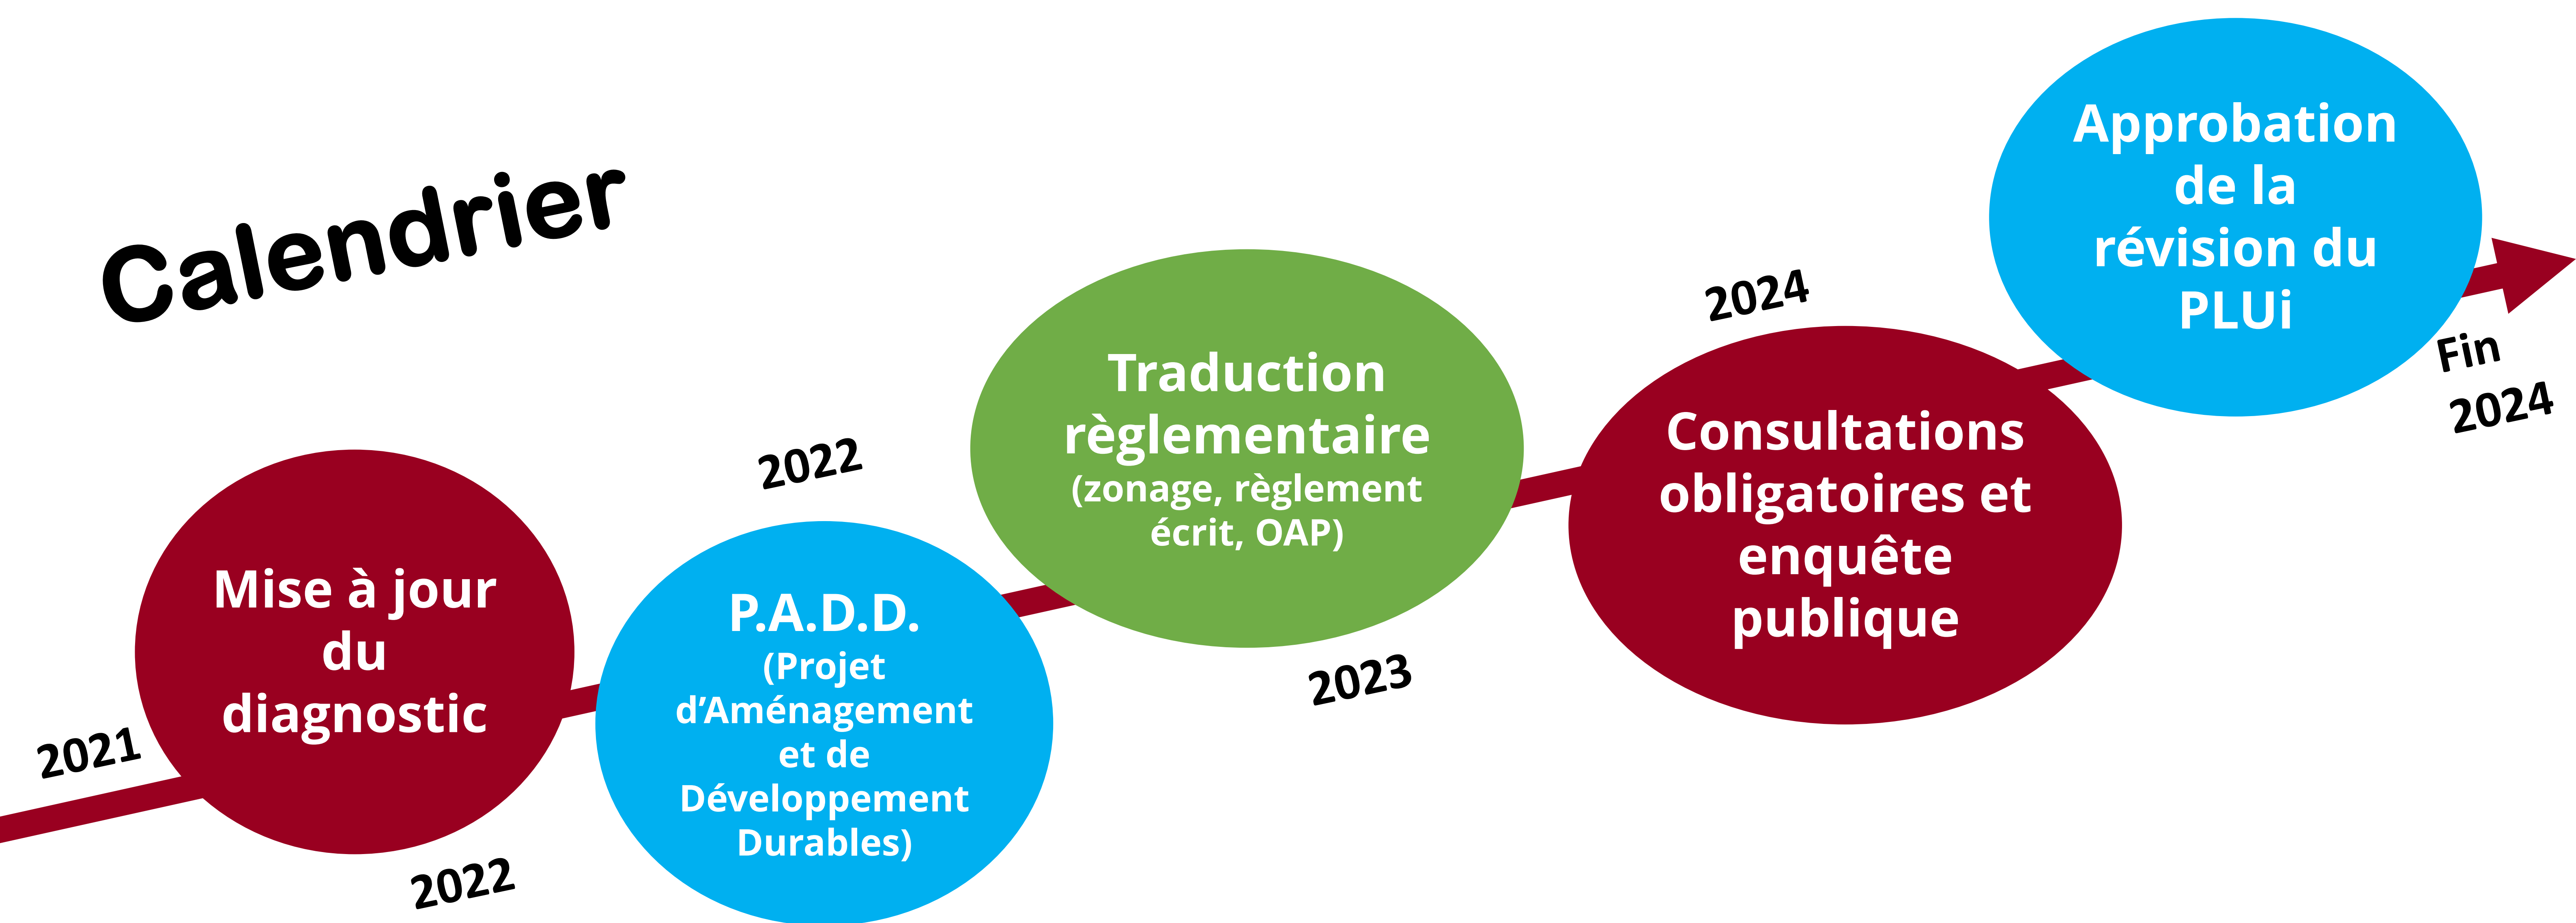 Calendrier
2021
Mise à jour
du
diagnostic
2022
2022
P.A.D.D.
(Projet
d’Aménagement
et de
Développement
Durables)
Traduction
règlementaire
(zonage, règlement
écrit, OAP)
2023
2024
Consultations
obligatoires et
enquête
publique
Approbation
de la
révision du
PLUi
Fin
2024